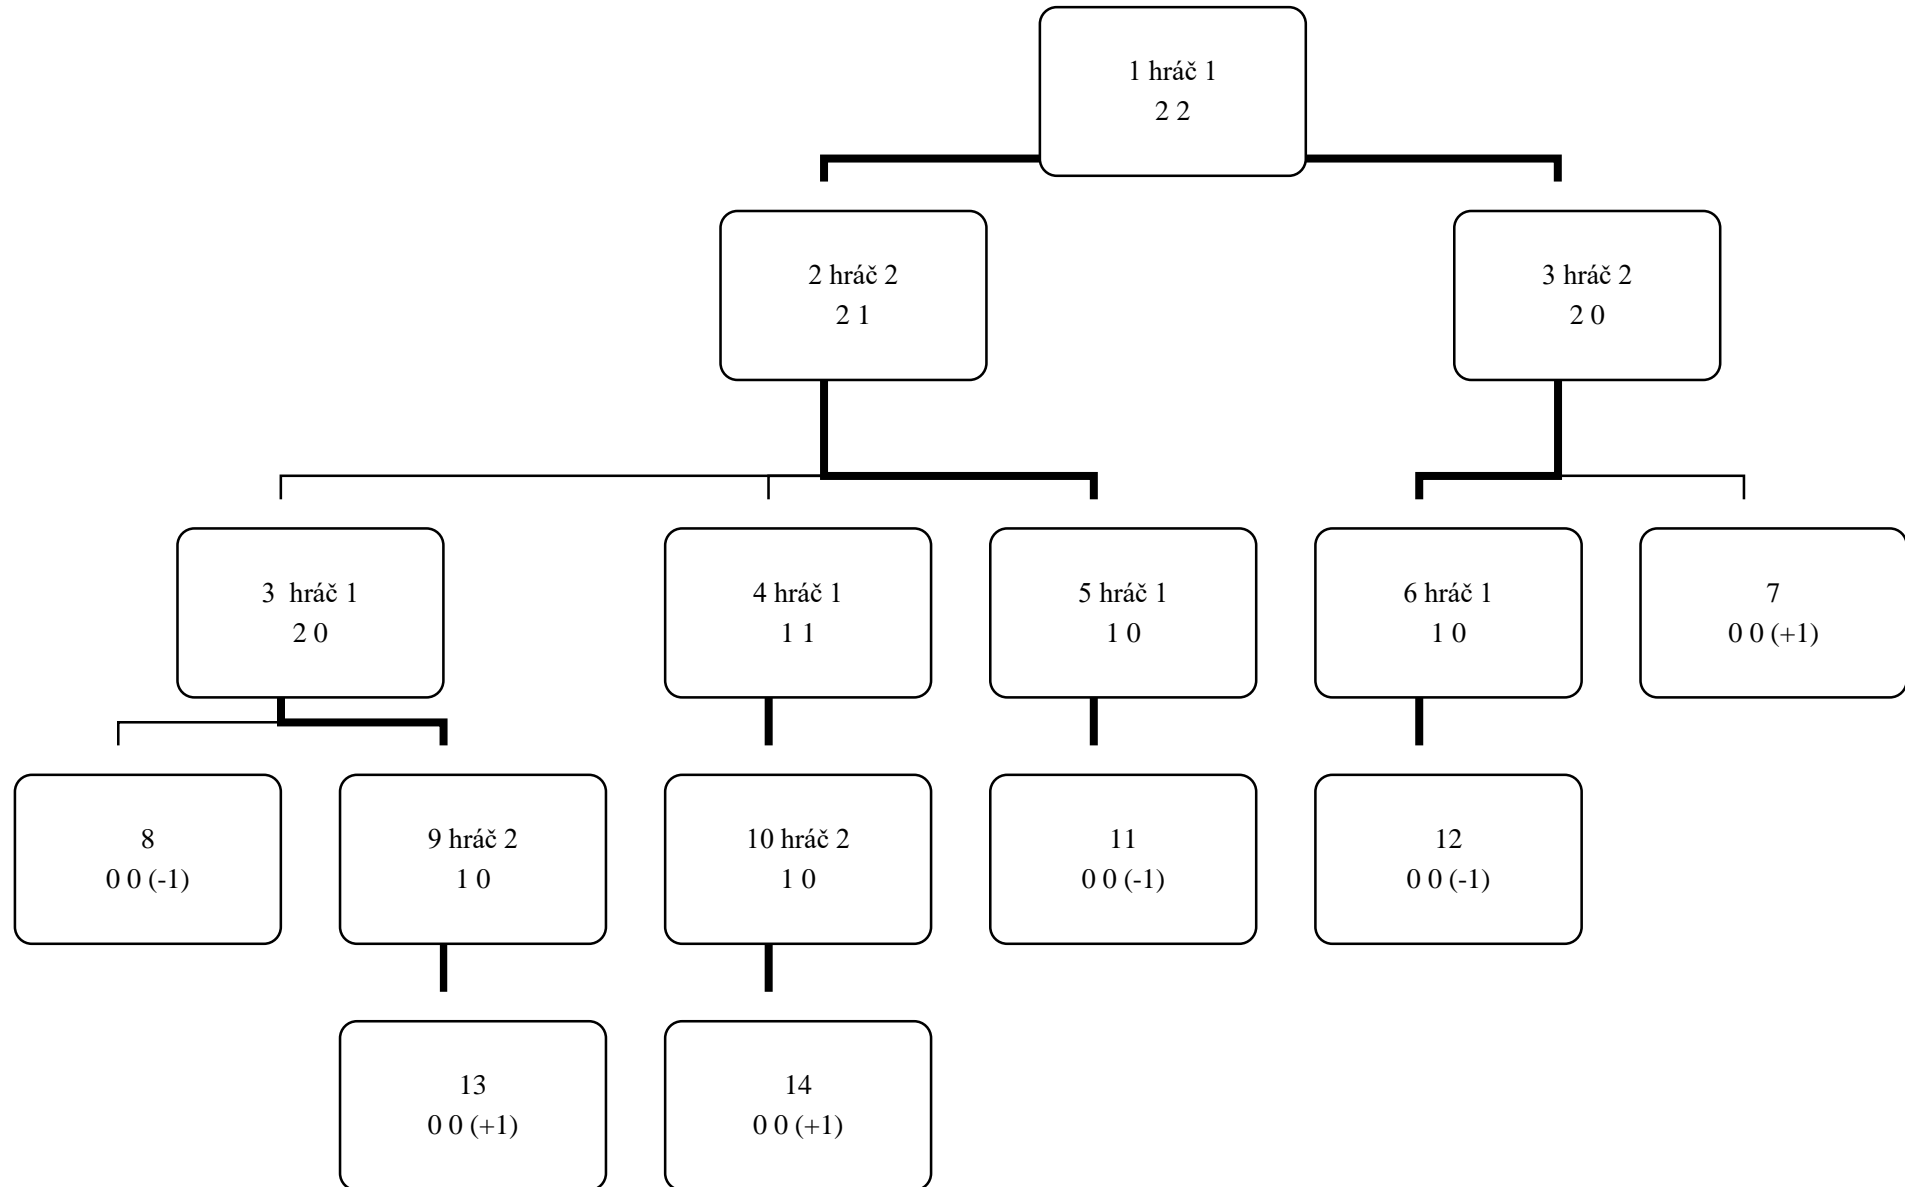 1 hráč 1
2 2
2 hráč 2
2 1
3 hráč 2
2 0
3 hráč 1
2 0
4 hráč 1
1 1
5 hráč 1
1 0
6 hráč 1
1 0
7
0 0 (+1)
8
0 0 (-1)
9 hráč 2
1 0
10 hráč 2
1 0
11
0 0 (-1)
12
0 0 (-1)
13
0 0 (+1)
14
0 0 (+1)